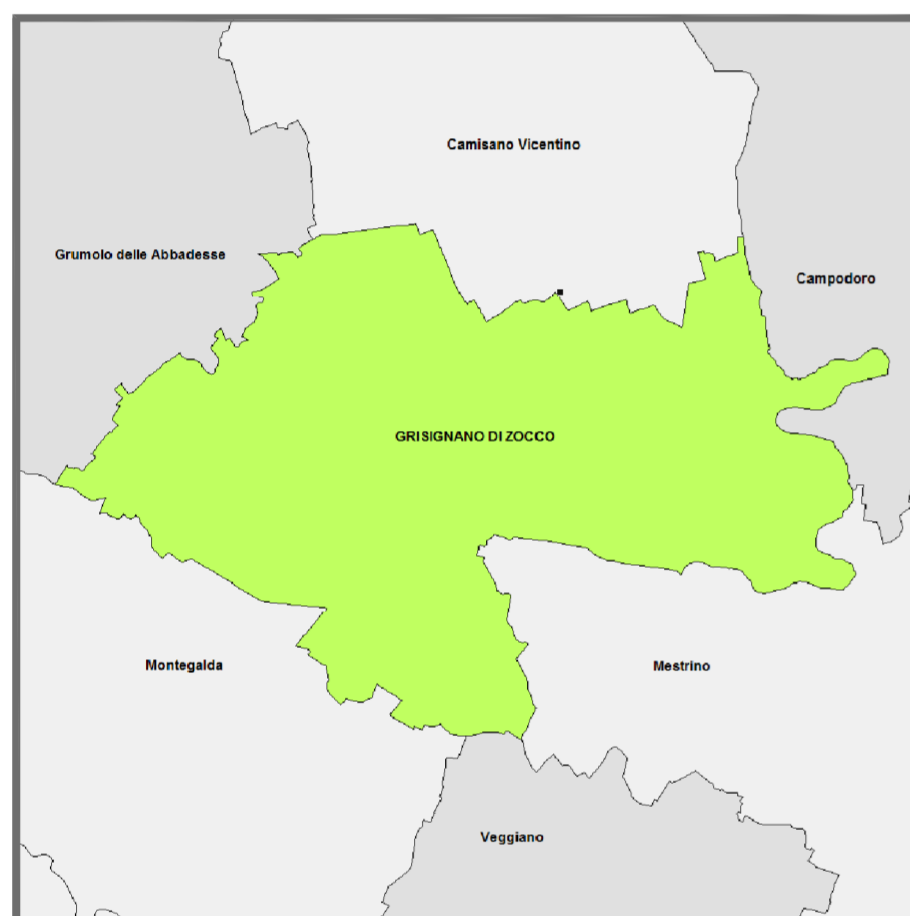 Camisano Vicentino
Grumolo delle Abbadesse
Campodoro
GRISIGNANO DI ZOCCO
Montegalda
Mestrino
Veggiano